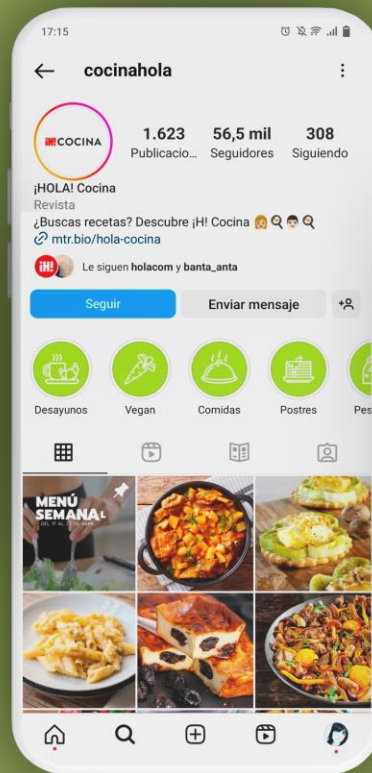 17:15
cocinahola
¡H! COCINA
1.623 56,5 mil 308
Publicacio... Seguidores Siguiendo
¡HOLA! Cocina
Revista
¿Buscas recetas? Descubre ¡H! Cocina
mtr.bio/hola-cocina
¡H!
Le siguen holacom y banta_anta
Seguir Enviar mensaje
Desayunos Vegan Comidas Postres Pes
MENÚ
SEMANAL